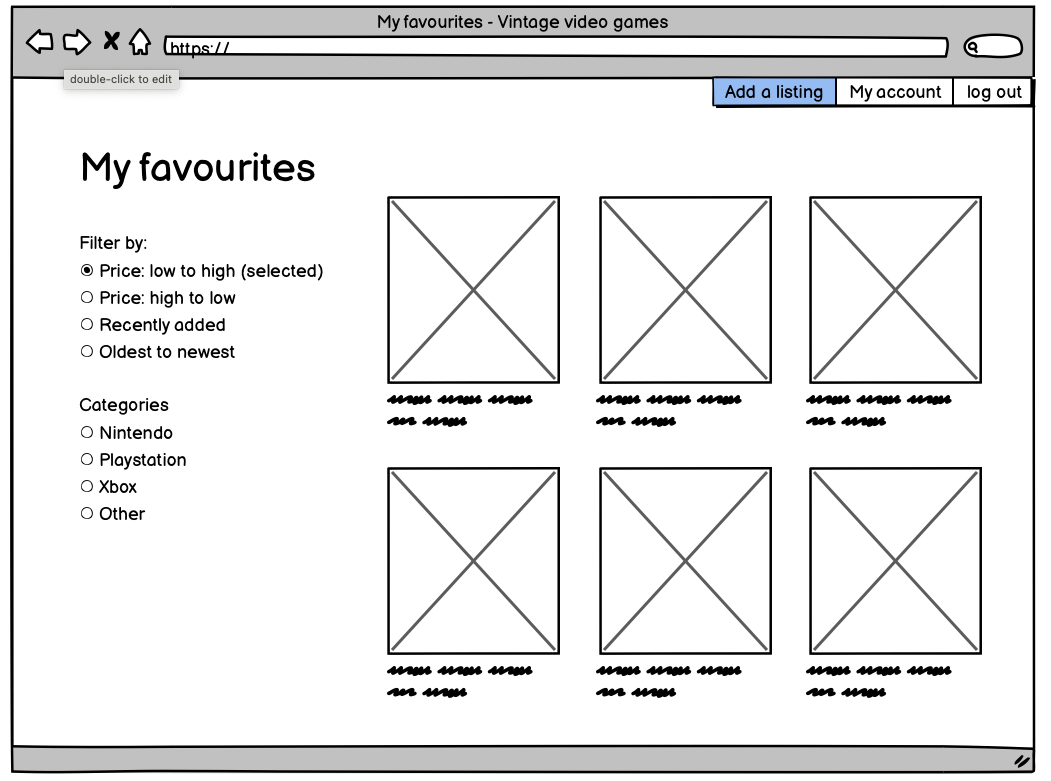 My favourites - Vintage video games
https://
double-click to edit
Add a listing
My account
log out
My favourites
Filter by:
Price: low to high (selected)
Price: high to low
Recently added
Oldest to newest
Categories
Nintendo
Playstation
Xbox
Other